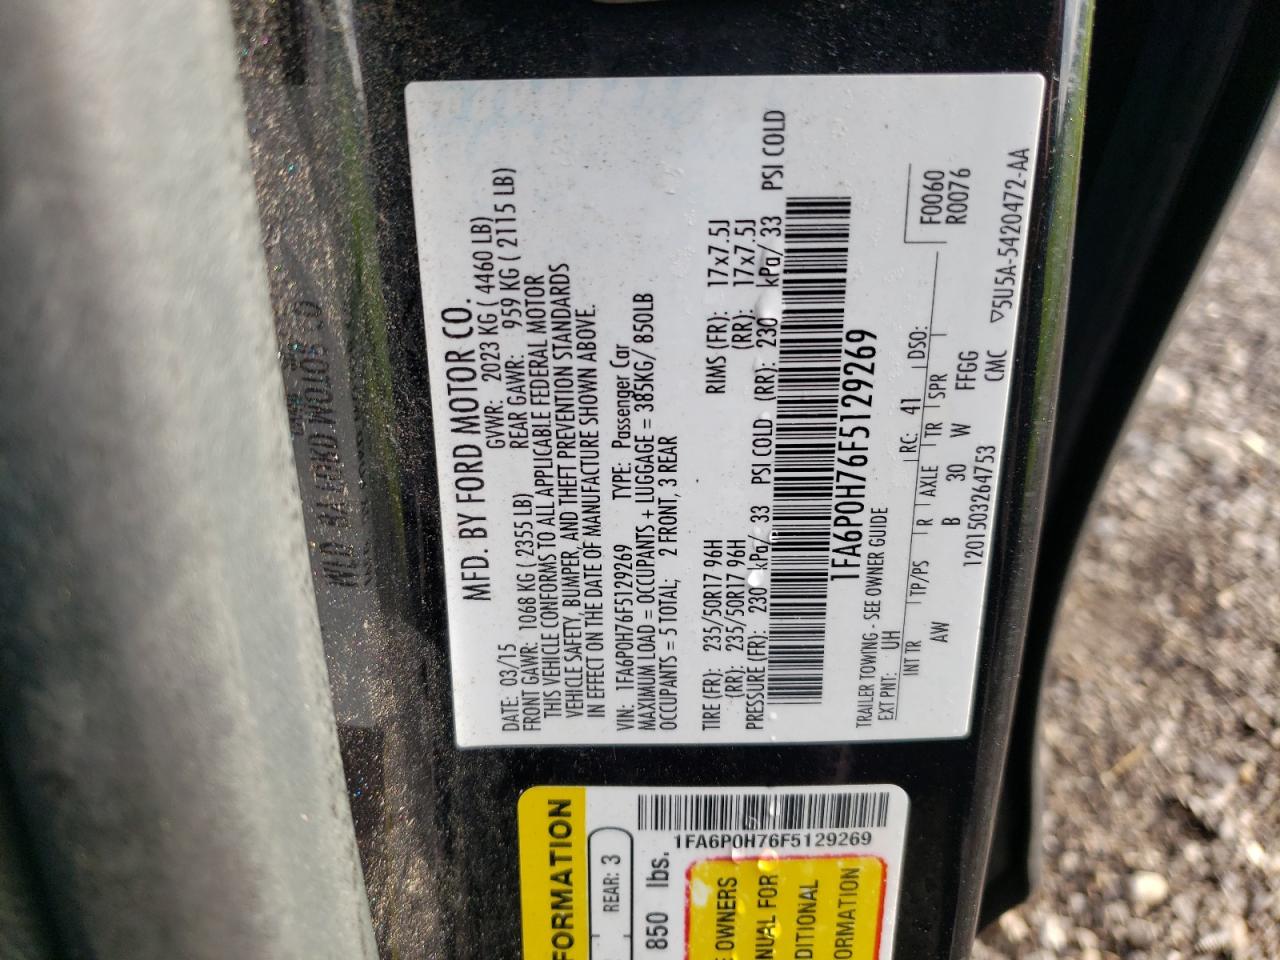 MFD. BY FORD MOTOR CO.
DATE: 03/15 GVWR: 2023 KG ( 4460 LB)
FRONT GAWR: 1068 KG ( 2355 LB) REAR GAWR: 959 KG ( 2115 LB)
THIS VEHICLE CONFORMS TO ALL APPLICABLE FEDERAL MOTOR
VEHICLE SAFETY, BUMPER, AND THEFT PREVENTION STANDARDS
IN EFFECT ON THE DATE OF MANUFACTURE SHOWN ABOVE.
VIN: 1FA6P0H76F5129269 TYPE: Passenger Car
MAXIMUM LOAD = OCCUPANTS + LUGGAGE = 385KG/ 850LB
OCCUPANTS = 5 TOTAL; 2 FRONT, 3 REAR
TIRE (FR): 235/50R17 96H RIMS (FR): 17x7.5J
(RR): 235/50R17 96H (RR): 17x7.5J
PRESSURE (FR): 230 kPa/ 33 PSI COLD (RR): 230 kPa/ 33 PSI COLD
1FA6P0H76F5129269
TRAILER TOWING - SEE OWNER GUIDE
EXT PNT: UH RC: 41 DSO: F0060
R0076
INT TR TP/PS R AXLE TR SPR
AW B 30 W FFGG
1201503264753 CMC ▽5U5A-5420472-AA
FORMATION
REAR: 3
850 lbs.
1FA6P0H76F5129269
OWNERS
NUAL FOR
DITIONAL
ORMATION